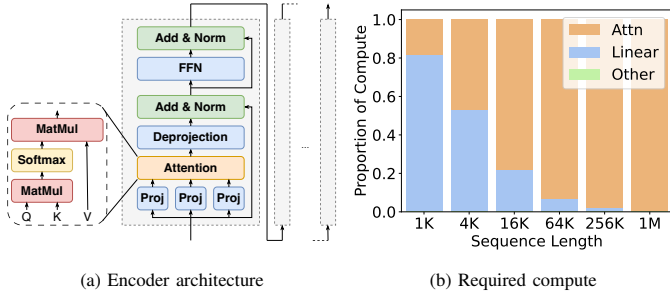 Add & Norm
FFN
Add & Norm
Deprojection
Attention
Proj Proj Proj
MatMul
Softmax
MatMul
Q K V
...
(a) Encoder architecture
Proportion of Compute
1.0
0.8
0.6
0.4
0.2
0.0
Attn
Linear
Other
1K 4K 16K 64K 256K 1M
Sequence Length
(b) Required compute